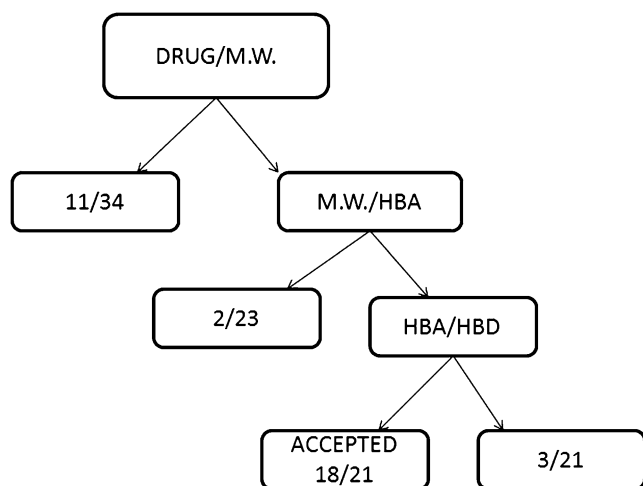 DRUG/M.W.
11/34
M.W./HBA
2/23
HBA/HBD
ACCEPTED
18/21
3/21